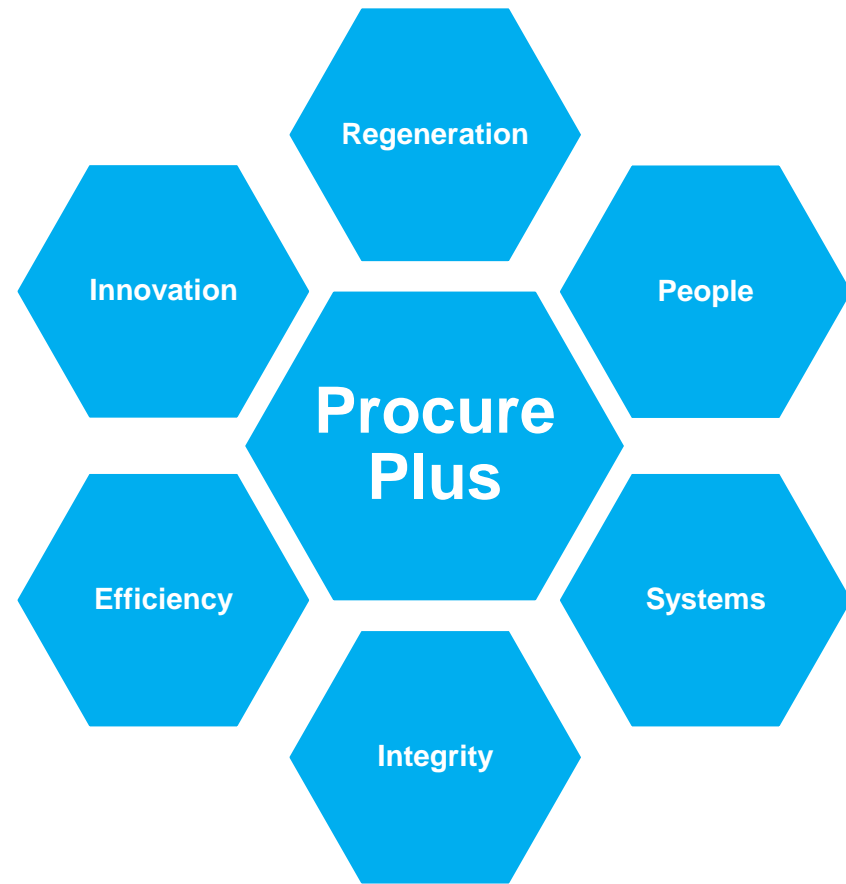 Regeneration
Innovation
People
Procure
Plus
Efficiency
Systems
Integrity